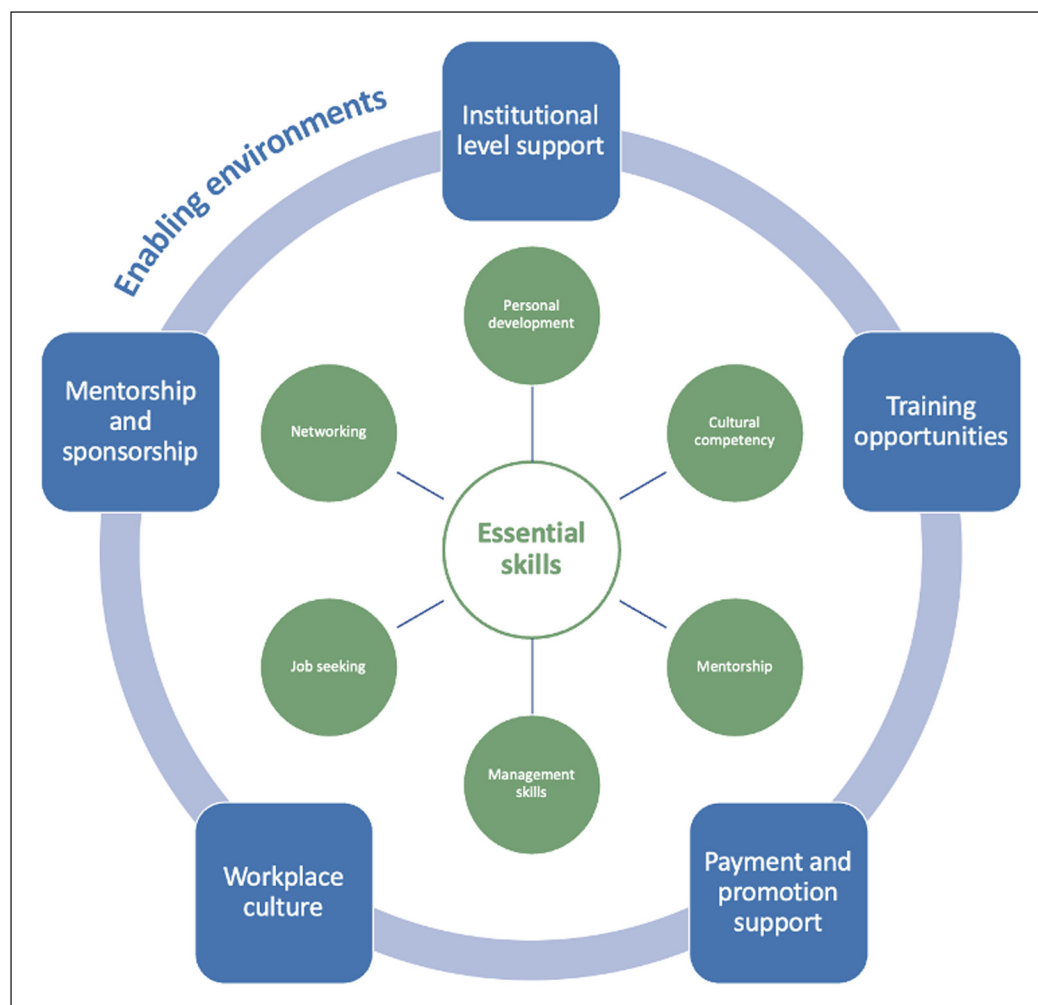 Enabling environments
Institutional
level support
Personal
development
Mentorship
and
sponsorship
Networking
Cultural
competency
Training
opportunities
Essential
skills
Job seeking
Mentorship
Management
skills
Workplace
culture
Payment and
promotion
support